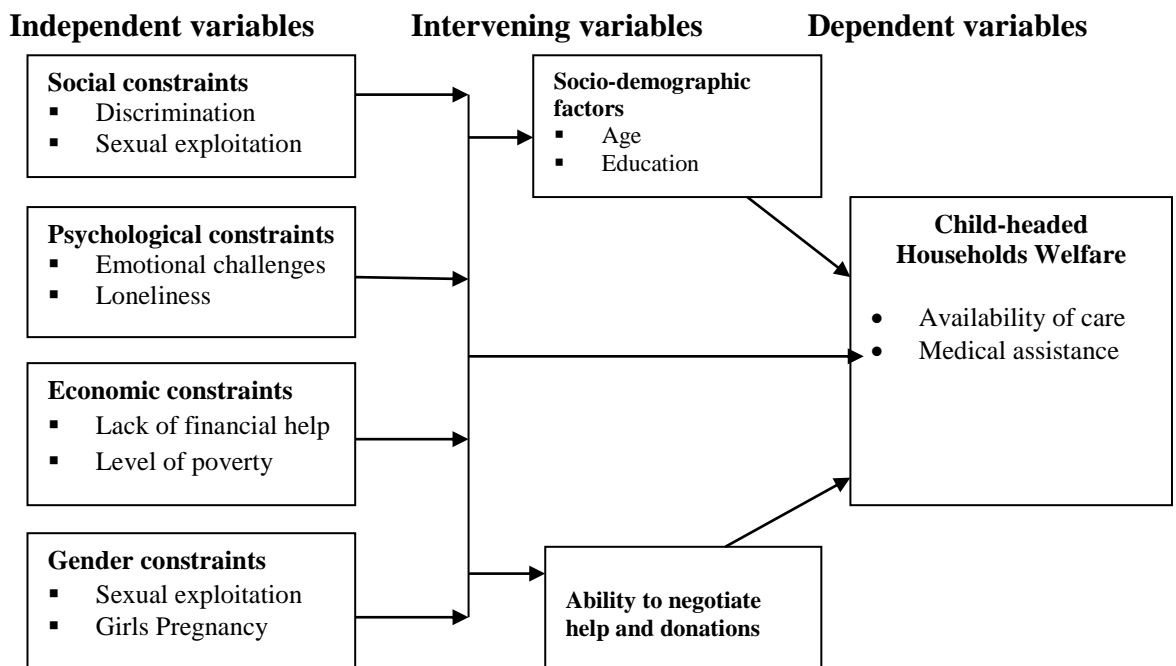 Independent variables
Intervening variables
Dependent variables
Social constraints
▪ Discrimination
▪ Sexual exploitation
Psychological constraints
▪ Emotional challenges
▪ Loneliness
Economic constraints
▪ Lack of financial help
▪ Level of poverty
Gender constraints
▪ Sexual exploitation
▪ Girls Pregnancy
Socio-demographic
factors
▪ Age
▪ Education
Ability to negotiate
help and donations
Child-headed
Households Welfare
• Availability of care
• Medical assistance